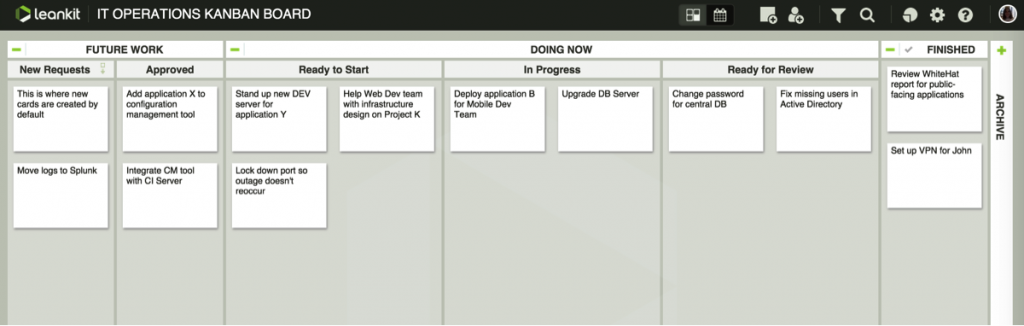 leankit IT OPERATIONS KANBAN BOARD
FUTURE WORK
DOING NOW
FINISHED
New Requests
Approved
Ready to Start
In Progress
Ready for Review
This is where new
cards are created by
default
Move logs to Splunk
Add application X to
configuration
management tool
Integrate CM tool
with CI Server
Stand up new DEV
server for
application Y
Help Web Dev team
with infrastructure
design on Project K
Lock down port so
outage doesn't
reoccur
Deploy application B
for Mobile Dev
Team
Upgrade DB Server
Change password
for central DB
Fix missing users in
Active Directory
Review WhiteHat
report for public-
facing applications
Set up VPN for John
ARCHIVE